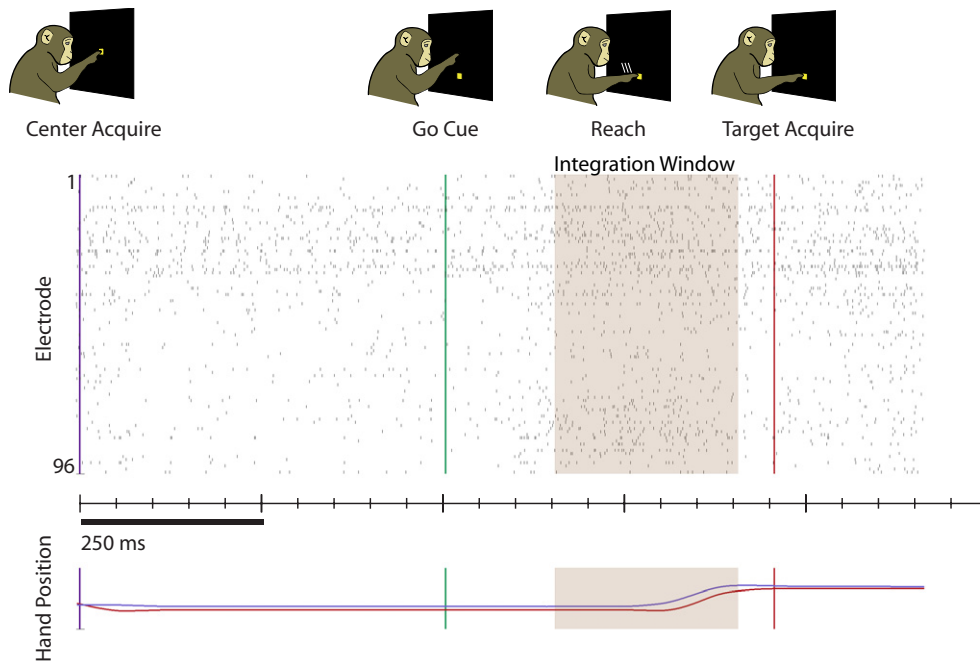 Center Acquire
Go Cue
Reach
Target Acquire
Integration Window
1
Electrode
96
250 ms
Hand Position